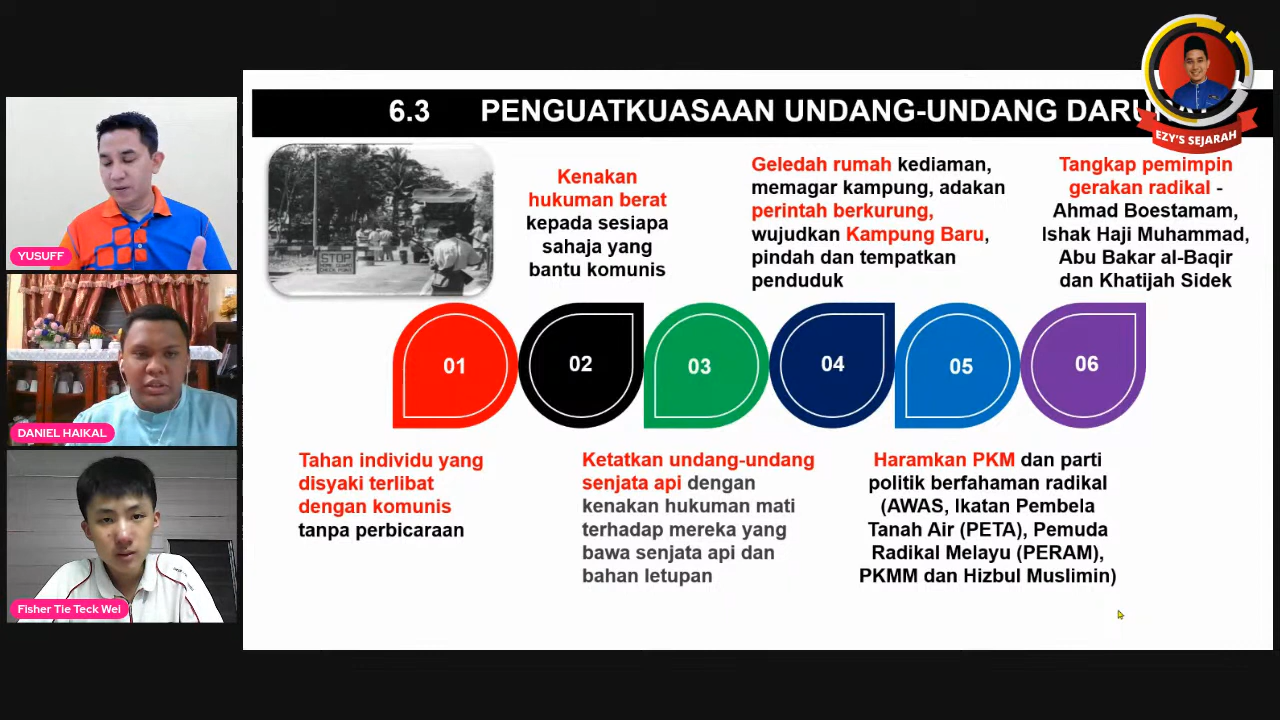 6.3 PENGUATKUASAAN UNDANG-UNDANG
EZY'S SEJARAH
YUSUFF
DANIEL HAIKAL
Fisher Tie Teck Wei
STOP
Kenakan
hukuman berat
kepada sesiapa
sahaja yang
bantu komunis
Geledah rumah kediaman,
memagar kampung, adakan
perintah berkurung,
wujudkan Kampung Baru,
pindah dan tempatkan
penduduk
Tangkap pemimpin
gerakan radikal -
Ahmad Boestamam,
Ishak Haji Muhammad,
Abu Bakar al-Baqir
dan Khatijah Sidek
01
02
03
04
05
06
Tahan individu yang
disyaki terlibat
dengan komunis
tanpa perbicaraan
Ketatkan undang-undang
senjata api dengan
kenakan hukuman mati
terhadap mereka yang
bawa senjata api dan
bahan letupan
Haramkan PKM dan parti
politik berfahaman radikal
(AWAS, Ikatan Pembela
Tanah Air (PETA), Pemuda
Radikal Melayu (PERAM),
PKMM dan Hizbul Muslimin)